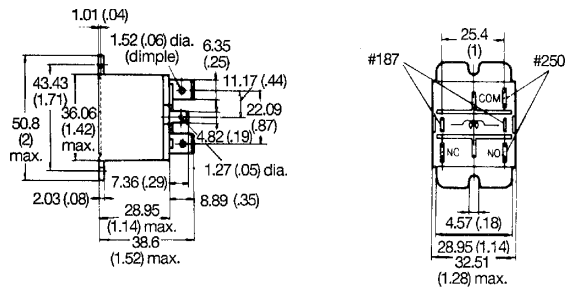 1.01 (.04)
1.52 (.06) dia.
(dimple)
6.35
(.25)
43.43
(1.71)
11.17 (.44)
36.06
(1.42)
max.
22.09
(.87)
50.8
(2)
max.
4.82 (.19)
1.27 (.05) dia.
7.36 (.29)
2.03 (.08)
8.89 (.35)
28.95
(1.14) max.
38.6
(1.52) max.
25.4
(1)
#187
#250
COM
NC
NO
4.57 (.18)
28.95 (1.14)
32.51
(1.28) max.